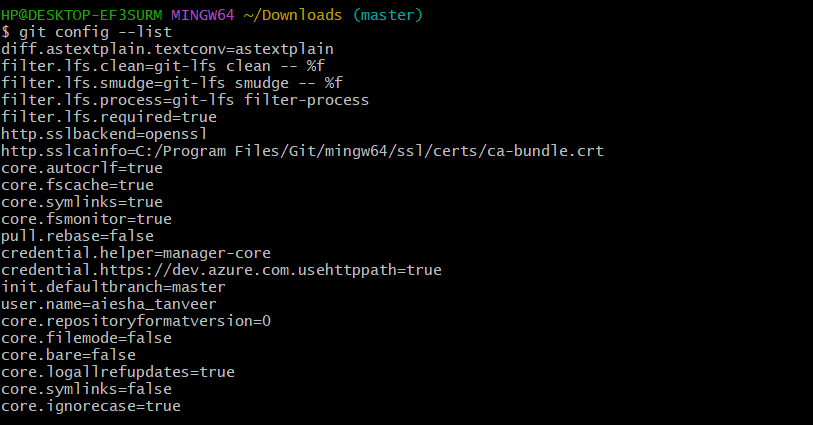 HP@DESKTOP-EF3SURM MINGW64 ~/Downloads (master)
$ git config --list
diff.astextplain.textconv=astextplain
filter.lfs.clean=git-lfs clean -- %f
filter.lfs.smudge=git-lfs smudge -- %f
filter.lfs.process=git-lfs filter-process
filter.lfs.required=true
http.sslbackend=openssl
http.sslcainfo=C:/Program Files/Git/mingw64/ssl/certs/ca-bundle.crt
core.autocrlf=true
core.fscache=true
core.symlinks=true
core.fsmonitor=true
pull.rebase=false
credential.helper=manager-core
credential.https://dev.azure.com.usehttppath=true
init.defaultbranch=master
user.name=aiesha_tanveer
core.repositoryformatversion=0
core.filemode=false
core.bare=false
core.logallrefupdates=true
core.symlinks=false
core.ignorecase=true